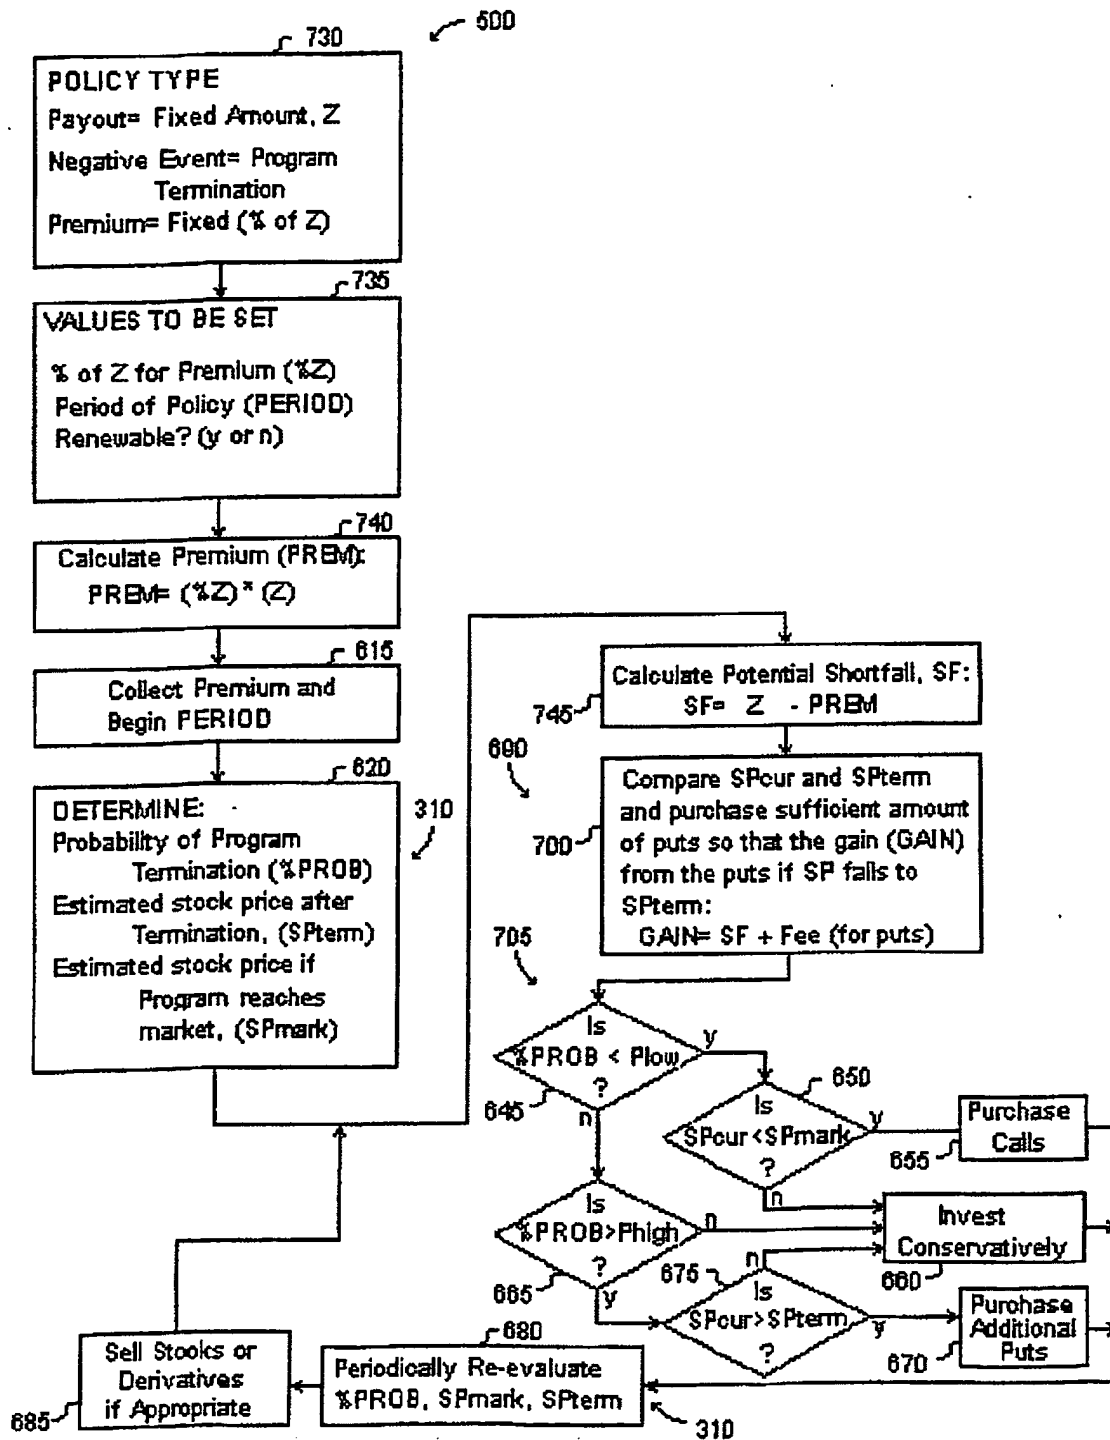 500
730
POLICY TYPE
Payout= Fixed Amount, Z
Negative Event= Program
Termination
Premium= Fixed (% of Z)
735
VALUES TO BE SET
% of Z for Premium (%Z)
Period of Policy (PERIOD)
Renewable? (y or n)
740
Calculate Premium (PREM):
PREM= (%Z) * (Z)
615
Collect Premium and
Begin PERIOD
620
310
DETERMINE:
Probability of Program
Termination (%PROB)
Estimated stock price after
Termination, (SPterm)
Estimated stock price if
Program reaches
market, (SPmark)
745
Calculate Potential Shortfall, SF:
SF= Z - PREM
690
700
Compare SPcur and SPterm
and purchase sufficient amount
of puts so that the gain (GAIN)
from the puts if SP falls to
SPterm:
GAIN= SF + Fee (for puts)
705
Is
%PROB < Plow
?
y
n
645
650
Is
SPcur<SPmark
?
y
n
655
Purchase
Calls
Is
%PROB>Phigh
?
n
y
665
Invest
Conservatively
660
675
n
Is
SPcur>SPterm
?
y
Purchase
Additional
Puts
670
680
Periodically Re-evaluate
%PROB, SPmark, SPterm
310
Sell Stocks or
Derivatives
if Appropriate
685